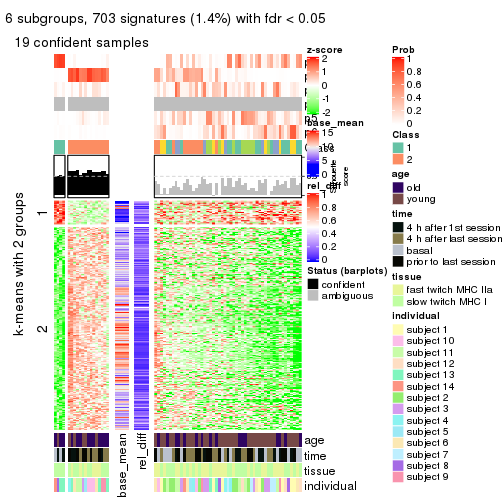 6 subgroups, 703 signatures (1.4%) with fdr < 0.05
19 confident samples
k-means with 2 groups
1
2
z-score
2
1
0
-1
-2
base_mean
15
10
5
0
rel_diff
1
0.8
0.6
0.4
0.2
0
Status (barplots)
confident
ambiguous
score
Prob
1
0.8
0.6
0.4
0.2
0
Class
1
2
age
old
young
time
4 h after 1st session
4 h after last session
basal
prior to last session
tissue
fast twitch MHC IIa
slow twitch MHC I
individual
subject 1
subject 10
subject 11
subject 12
subject 13
subject 14
subject 2
subject 3
subject 4
subject 5
subject 6
subject 7
subject 8
subject 9
age
time
tissue
individual
base_mean
rel_diff